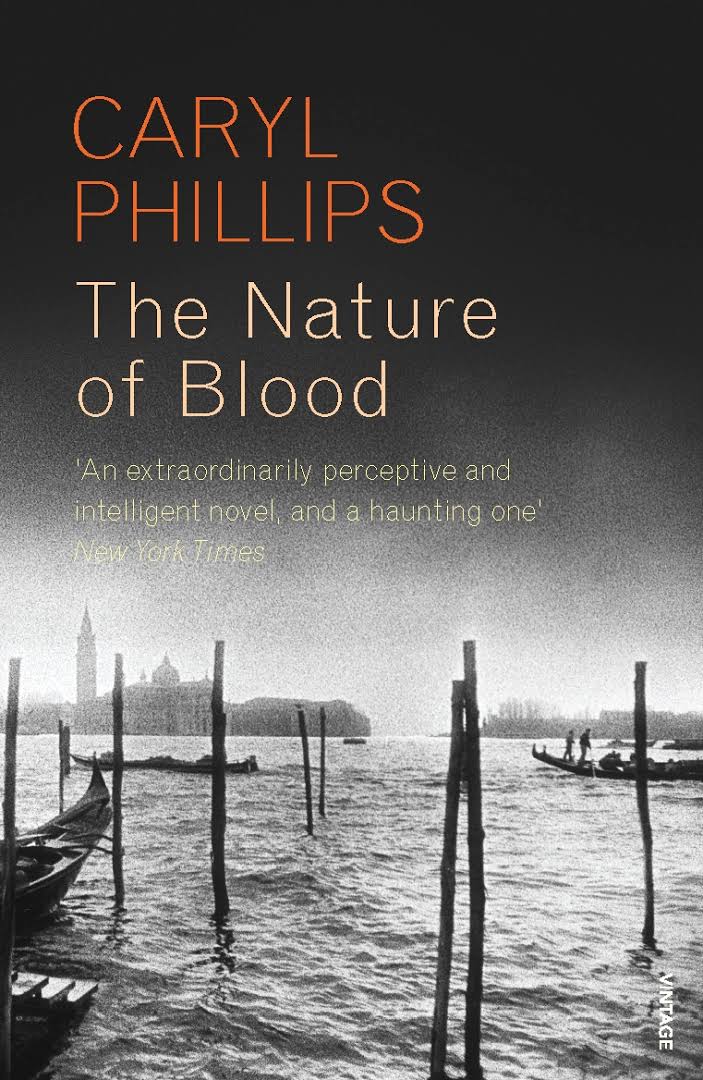 CARYL
PHILLIPS
The Nature
of Blood
'An extraordinarily perceptive and
intelligent novel, and a haunting one'
New York Times
VINTAGE